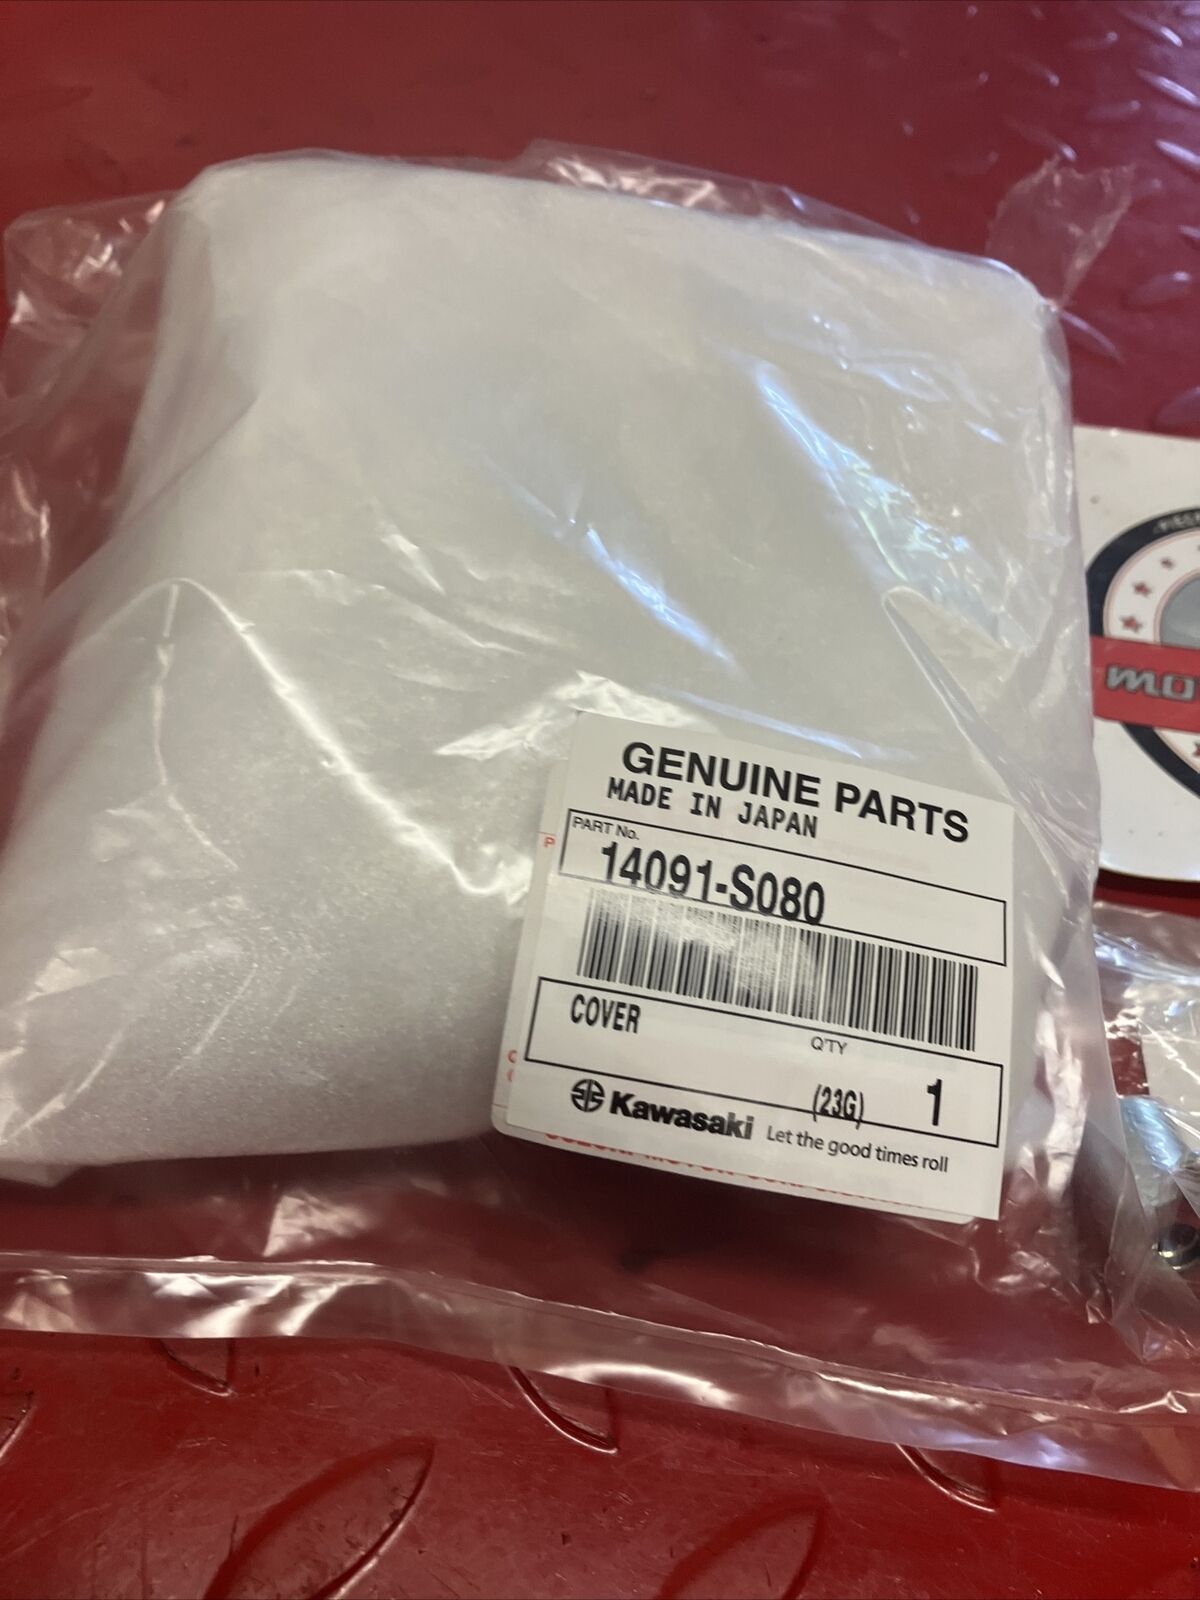 GENUINE PARTS
MADE IN JAPAN
PART No.
14091-S080
COVER
Q'TY
(23G)
1
Kawasaki
Let the good times roll